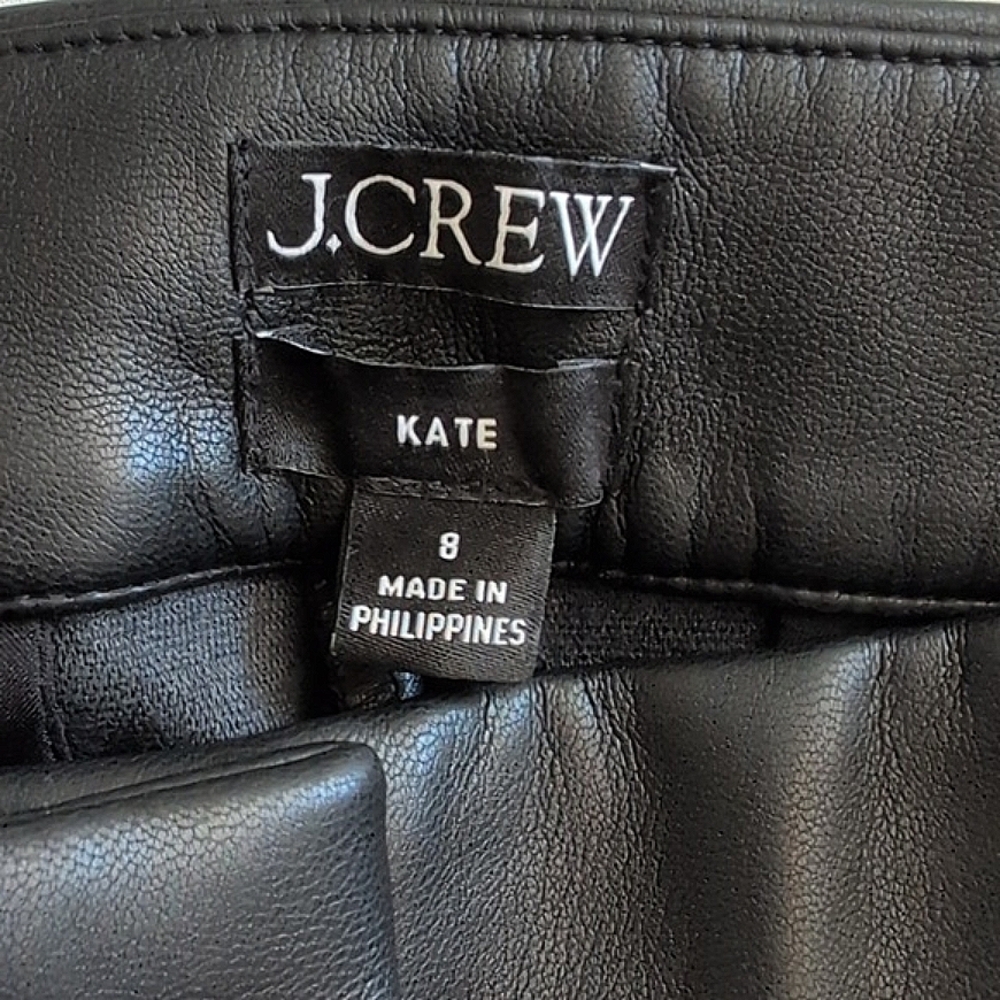 J.CREW
KATE
8
MADE IN
PHILIPPINES